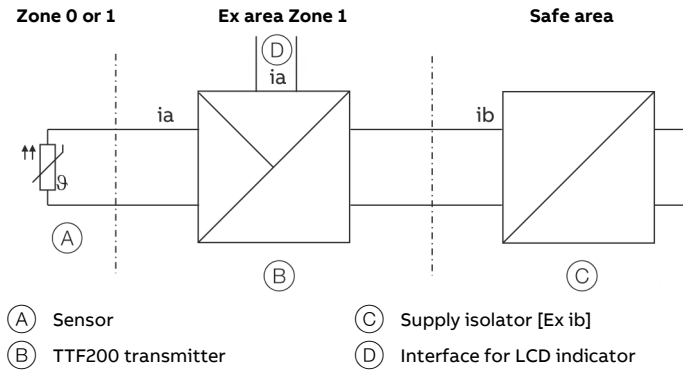 Zone 0 or 1 Ex area Zone 1 Safe area
D
ia
ia ib
ϑ
A
B C
A Sensor
B TTF200 transmitter
C Supply isolator [Ex ib]
D Interface for LCD indicator